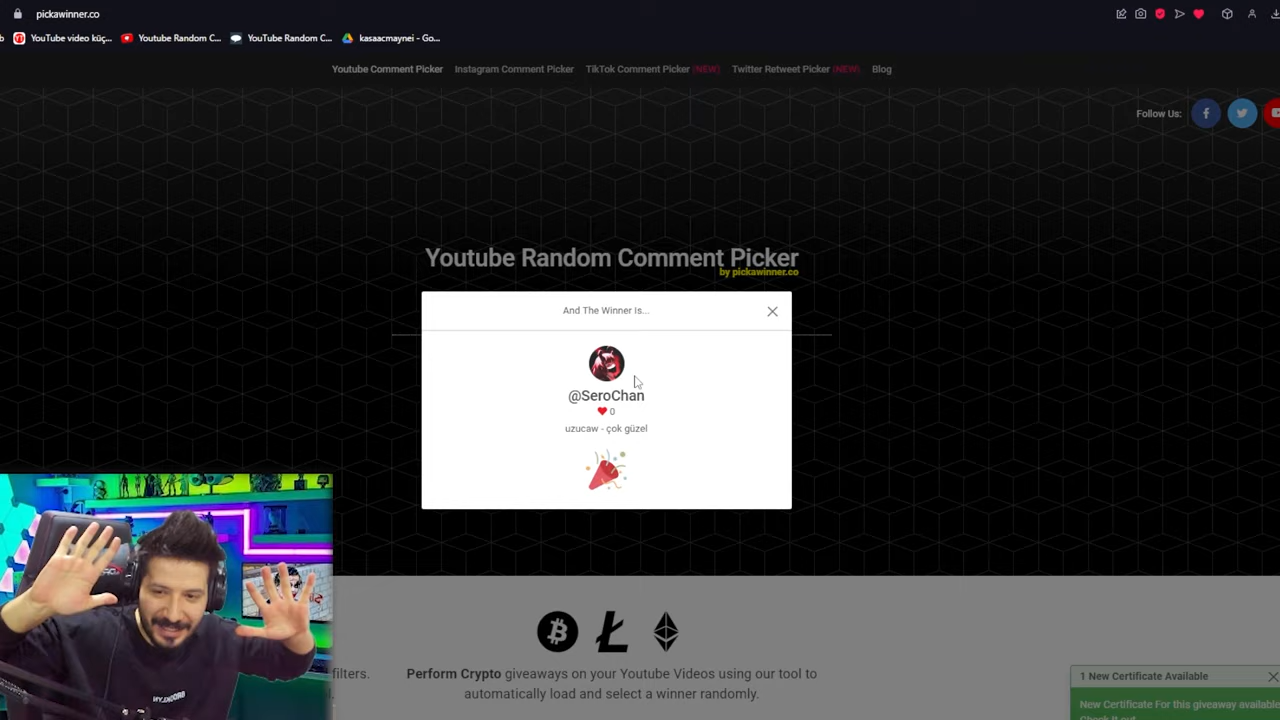 pickawinner.co
YouTube video küç...
Youtube Random C...
YouTube Random C...
kasaacmaynei - Go...
Youtube Comment Picker
Instagram Comment Picker
TikTok Comment Picker (NEW)
Twitter Retweet Picker (NEW)
Blog
Follow Us:
Youtube Random Comment Picker
by pickawinner.co
And The Winner Is...
@SeroChan
0
uzucaw - çok güzel
filters.
Perform Crypto giveaways on your Youtube Videos using our tool to
automatically load and select a winner randomly.
1 New Certificate Available
New Certificate For this giveaway available
Check It out